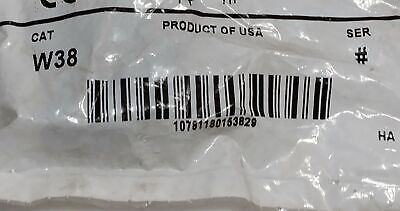 CAT
PRODUCT OF USA
SER
W38
#
10781180153829
HA